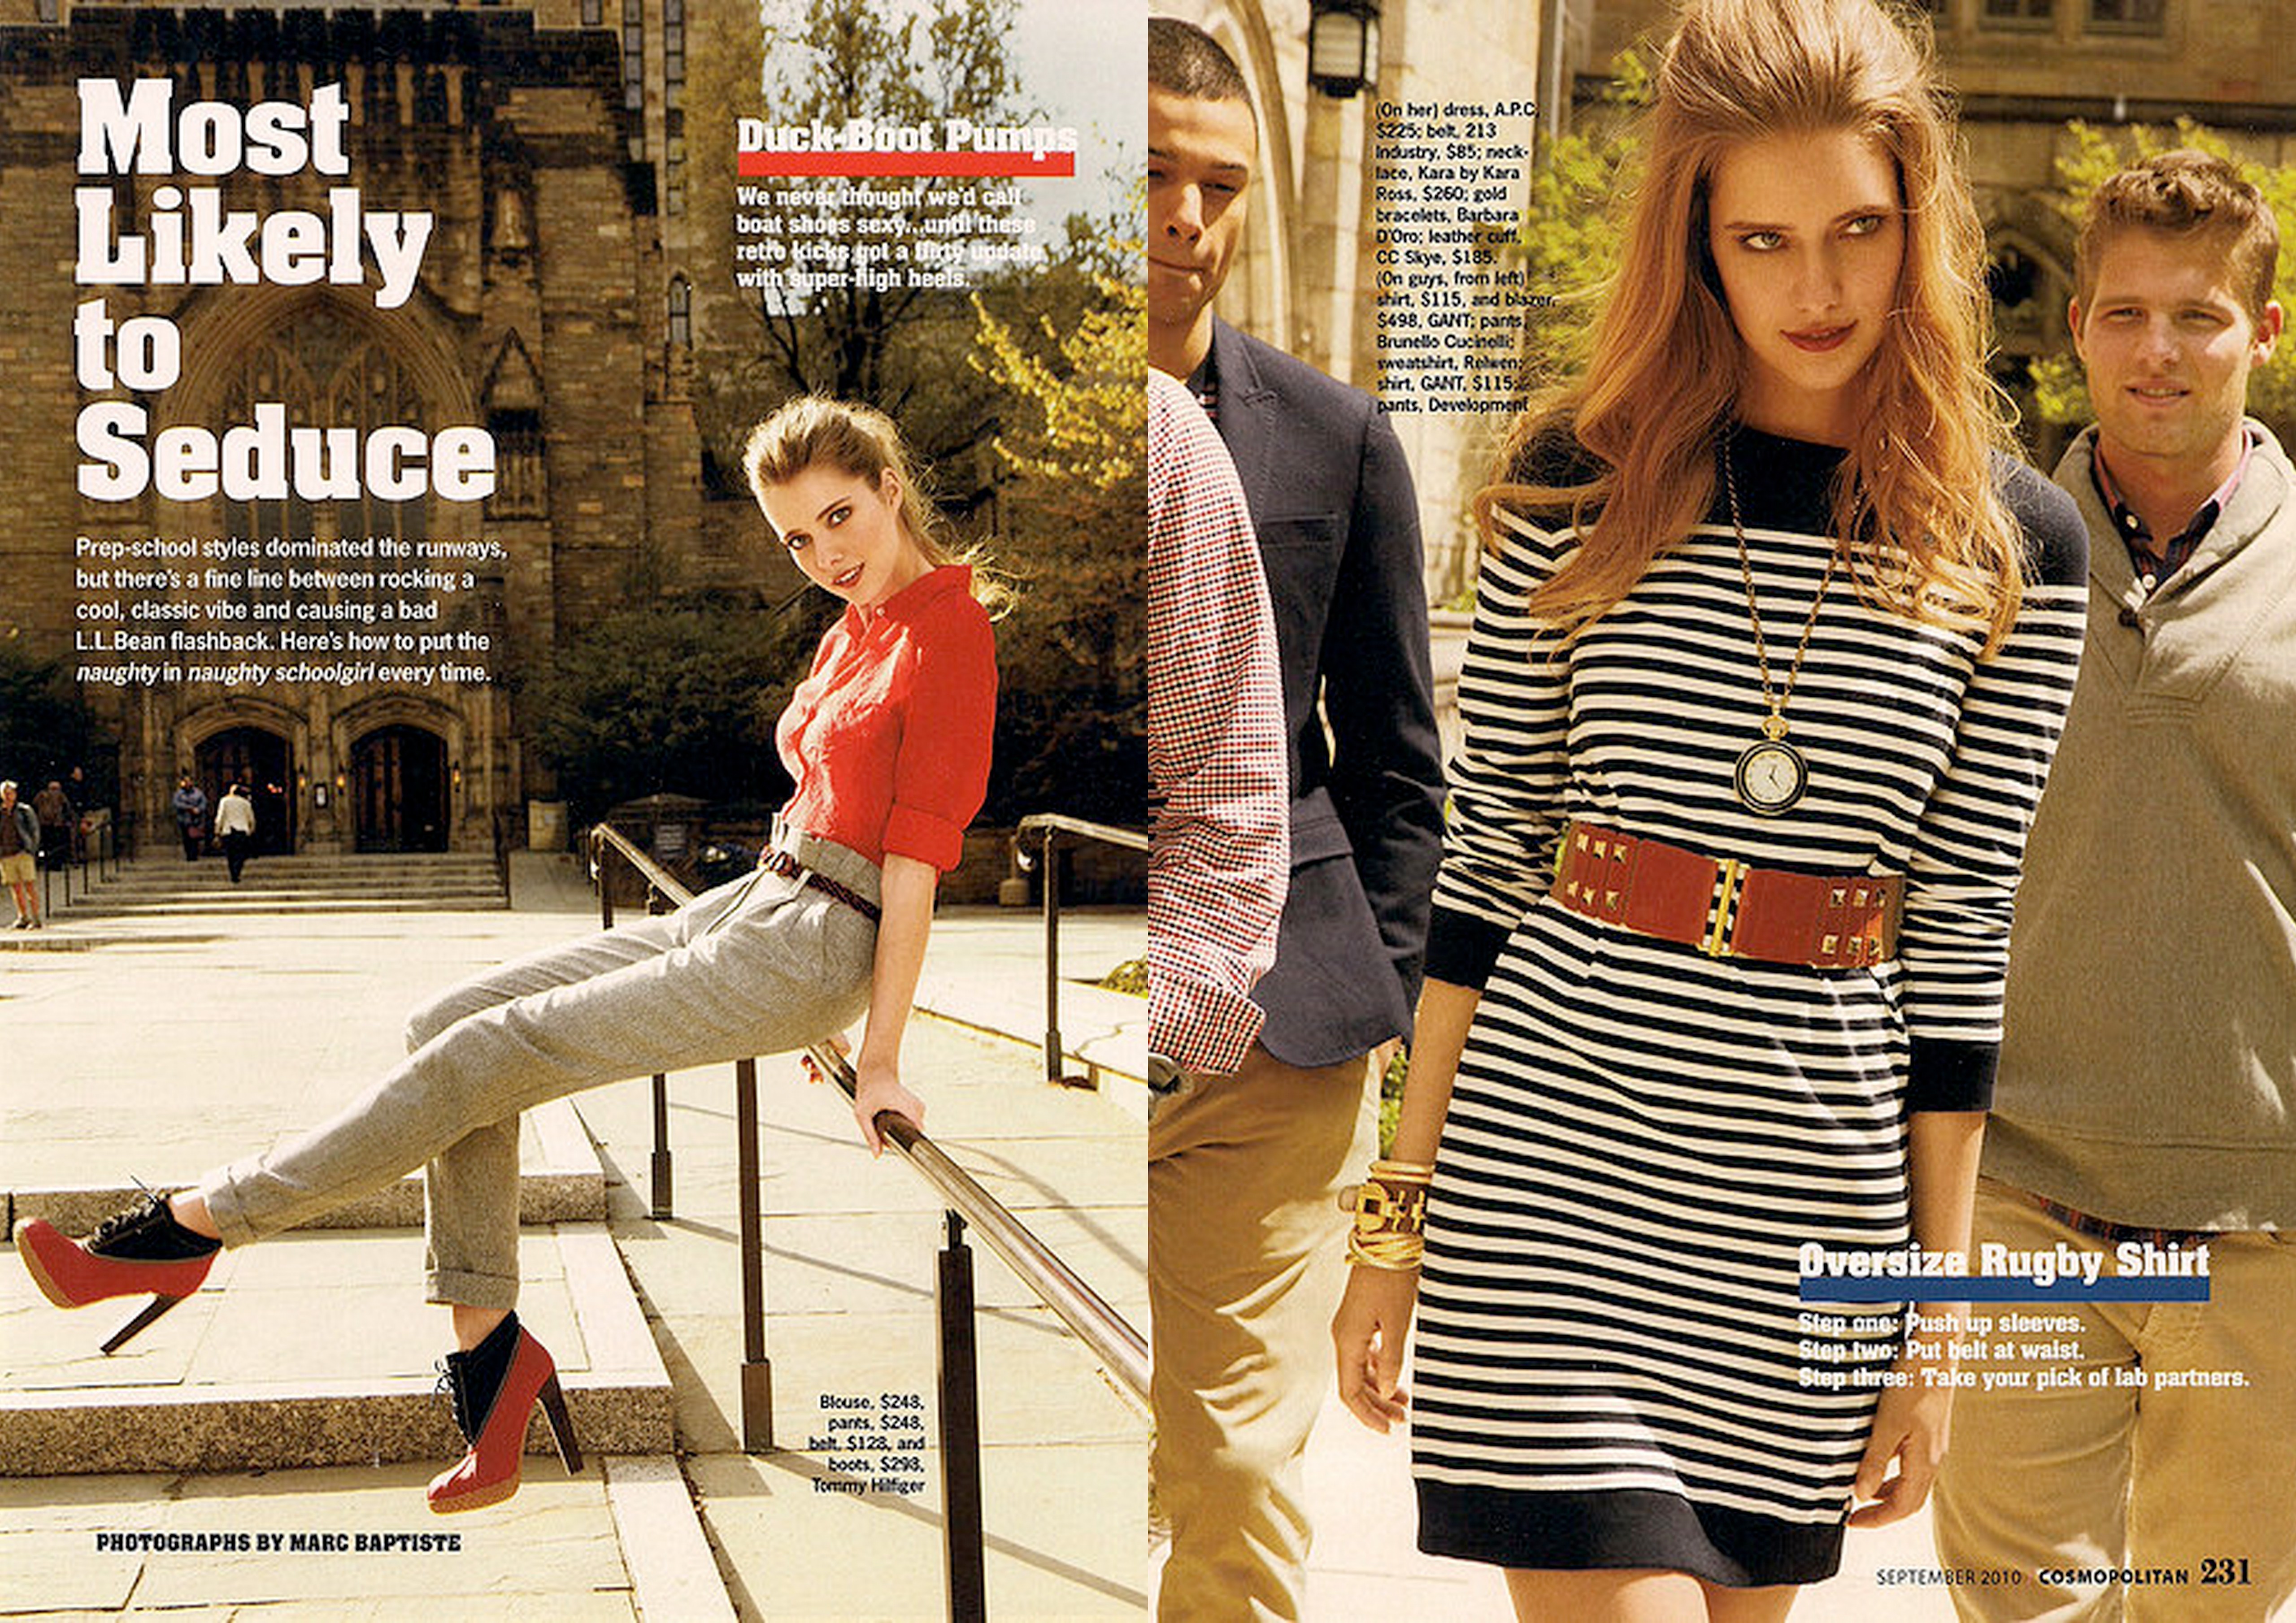 Most
Likely
to
Seduce
Prep-school styles dominated the runways,
but there's a fine line between rocking a
cool, classic vibe and causing a bad
L.L.Bean flashback. Here's how to put the
naughty in naughty schoolgirl every time.
Duck-Boot Pumps
We never thought we'd call
boat shoes sexy...until these
retro kicks got a flirty update
with super-high heels.
Blouse, $248,
pants, $248,
belt, $128, and
boots, $298,
Tommy Hilfiger
PHOTOGRAPHS BY MARC BAPTISTE
(On her) dress, A.P.C,
$225; belt, 213
Industry, $85; neck-
lace, Kara by Kara
Ross, $260; gold
bracelets, Barbara
D'Oro; leather cuff,
CC Skye, $185.
(On guys, from left)
shirt, $115, and blazer,
$498, GANT; pants,
Brunello Cucinelli;
sweatshirt, Relwen;
shirt, GANT, $115;
pants, Development
Oversize Rugby Shirt
Step one: Push up sleeves.
Step two: Put belt at waist.
Step three: Take your pick of lab partners.
SEPTEMBER 2010 COSMOPOLITAN 231